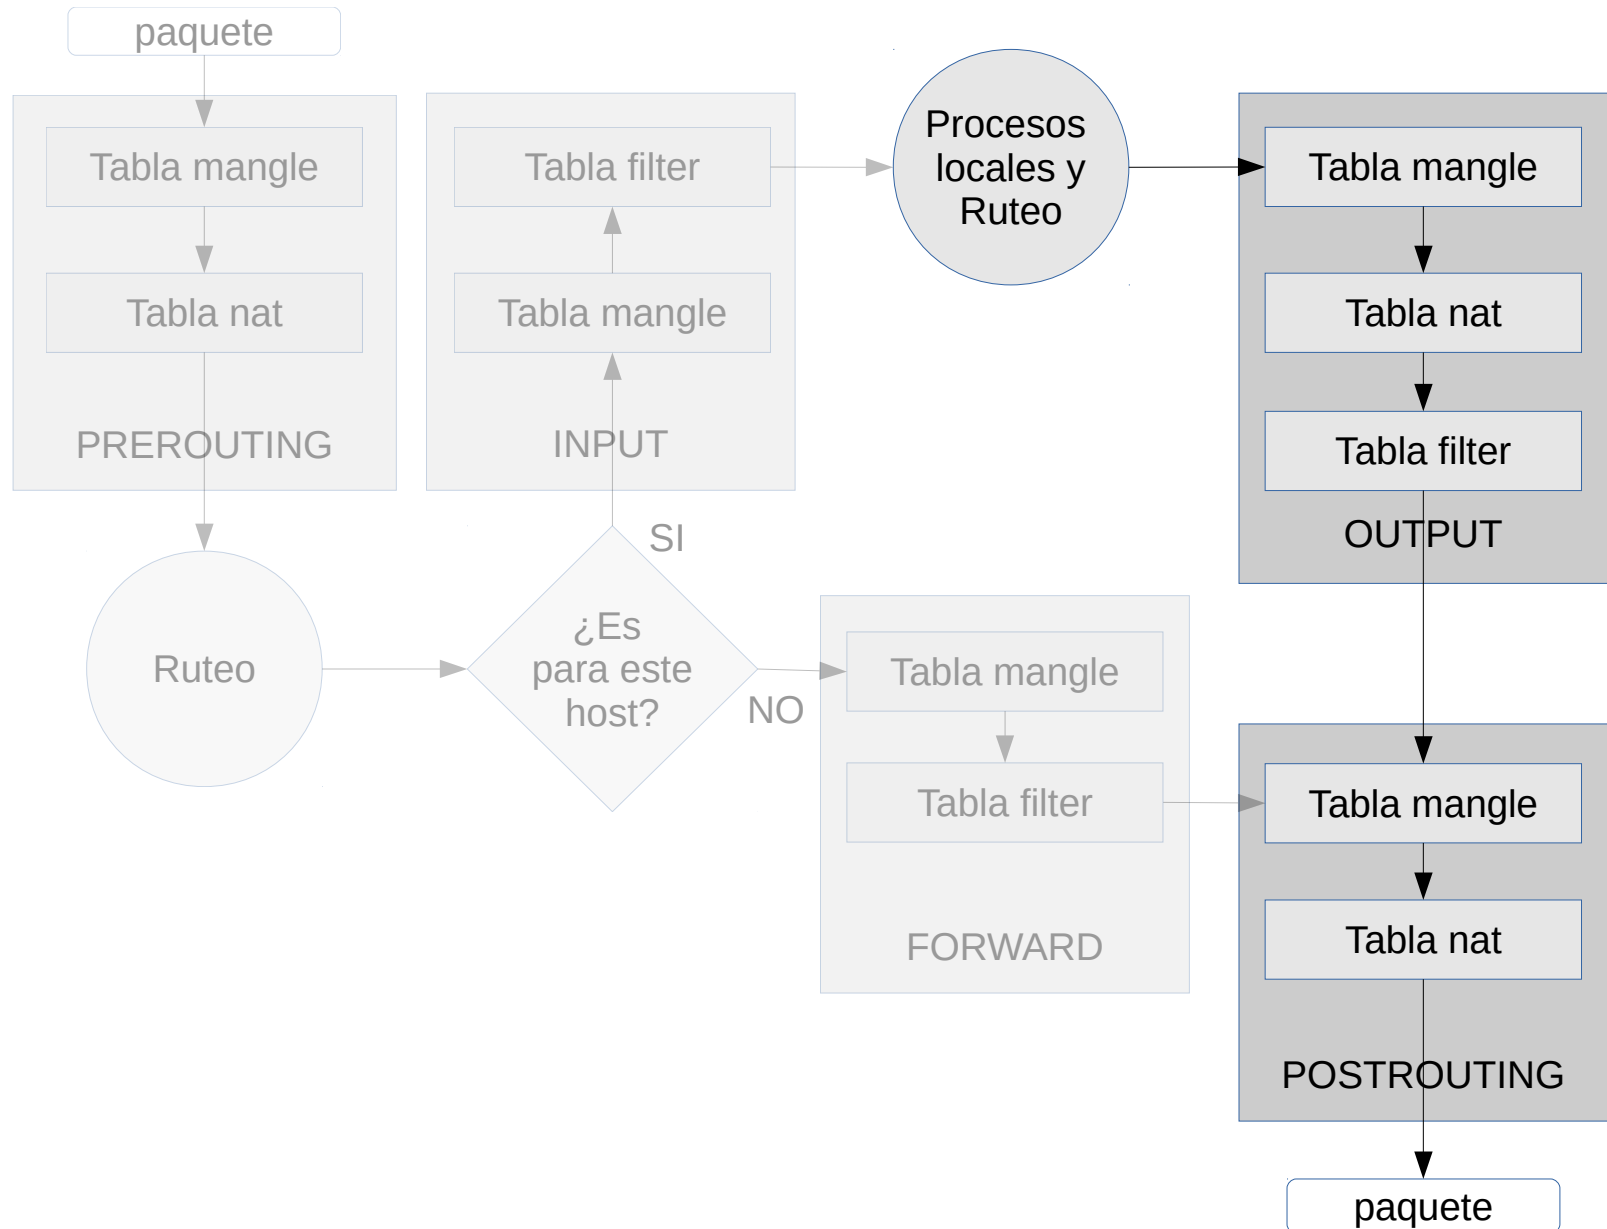 paquete
Tabla mangle
Tabla nat
PREROUTING
Ruteo
¿Es
para este
host?
SI
NO
Tabla filter
Tabla mangle
INPUT
Procesos
locales y
Ruteo
Tabla mangle
Tabla filter
FORWARD
Tabla mangle
Tabla nat
Tabla filter
OUTPUT
Tabla mangle
Tabla nat
POSTROUTING
paquete